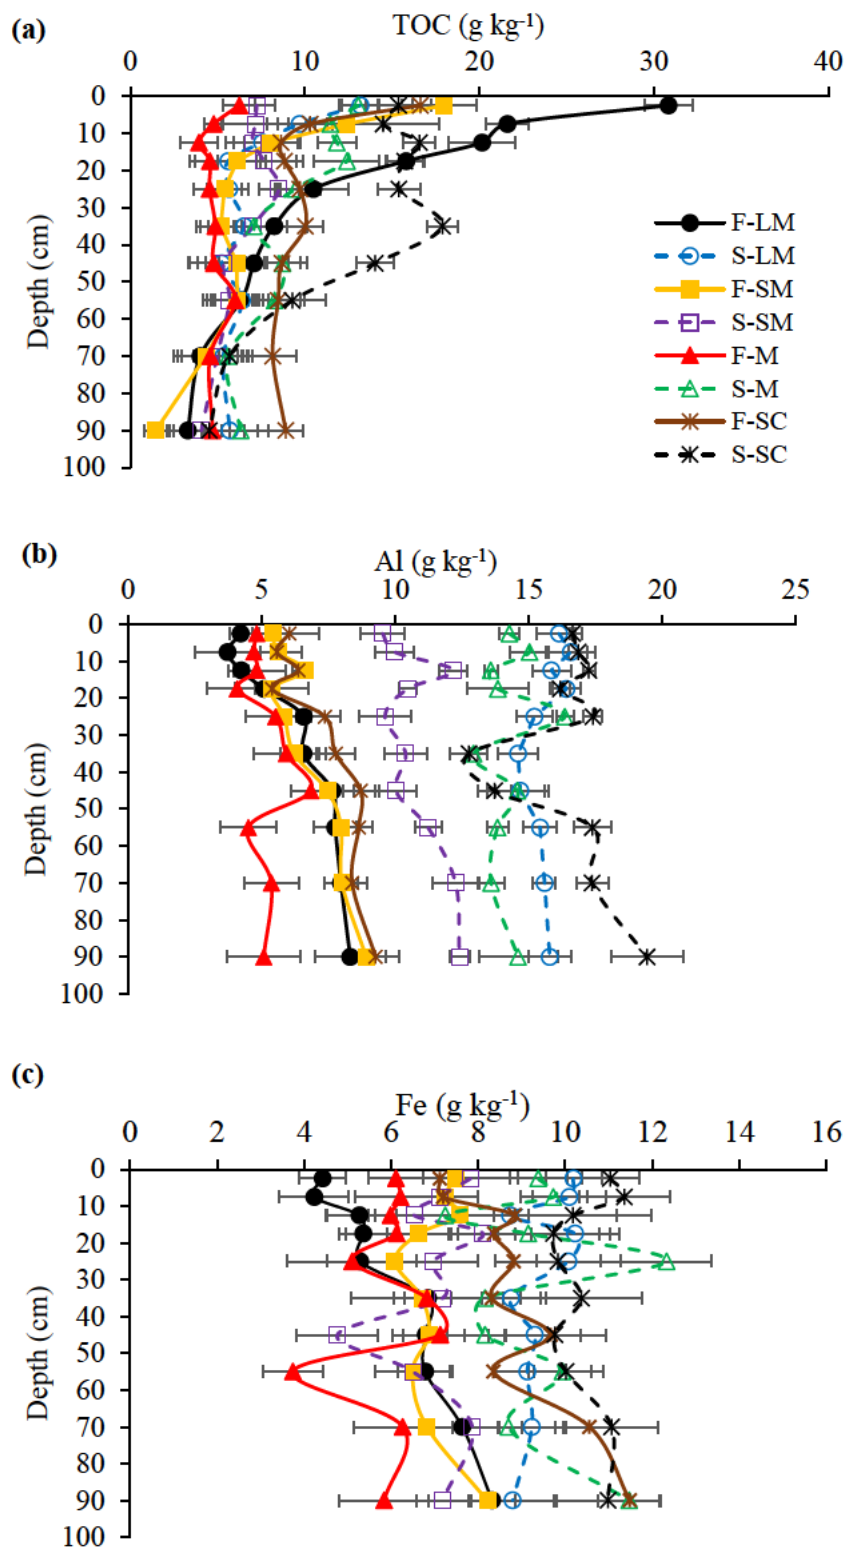 (a)
TOC (g kg-1)
0 10 20 30 40
0
10
20
30
40
50
60
70
80
90
100
Depth (cm)
F-LM
S-LM
F-SM
S-SM
F-M
S-M
F-SC
S-SC
(b)
Al (g kg-1)
0 5 10 15 20 25
0
10
20
30
40
50
60
70
80
90
100
Depth (cm)
(c)
Fe (g kg-1)
0 2 4 6 8 10 12 14 16
0
10
20
30
40
50
60
70
80
90
100
Depth (cm)